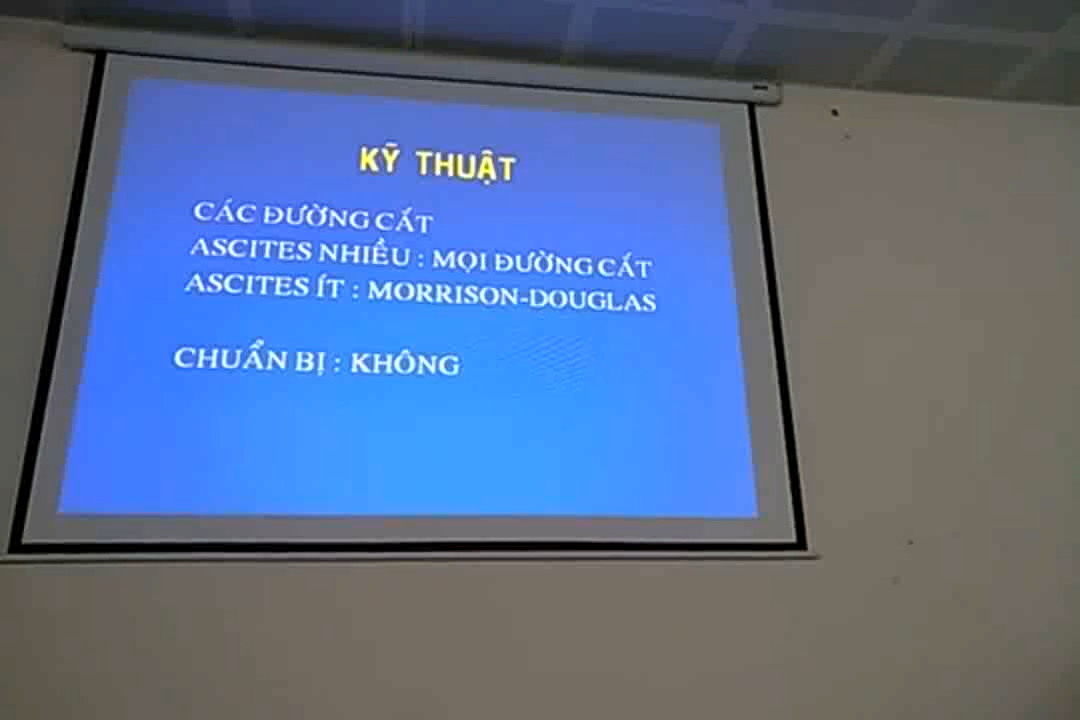 KỸ THUẬT
CÁC ĐƯỜNG CẮT
ASCITES NHIỀU : MỌI ĐƯỜNG CẮT
ASCITES ÍT : MORRISON-DOUGLAS
CHUẨN BỊ : KHÔNG